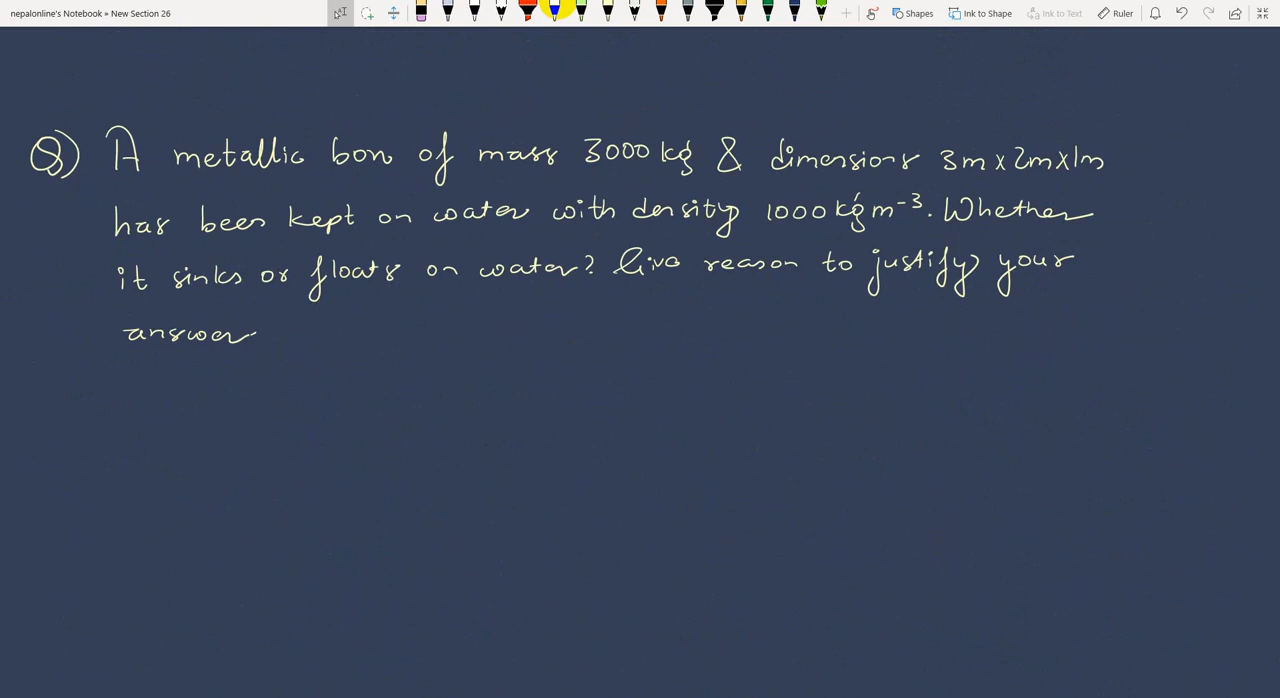 nepalonline's Notebook » New Section 26
Shapes Ink to Shape Ink to Text Ruler
Q) A metallic box of mass 3000 kg & dimensions 3m x 2m x 1m
has been kept on water with density 1000 kg m⁻³. Whether
it sinks or floats on water? Give reason to justify your
answer